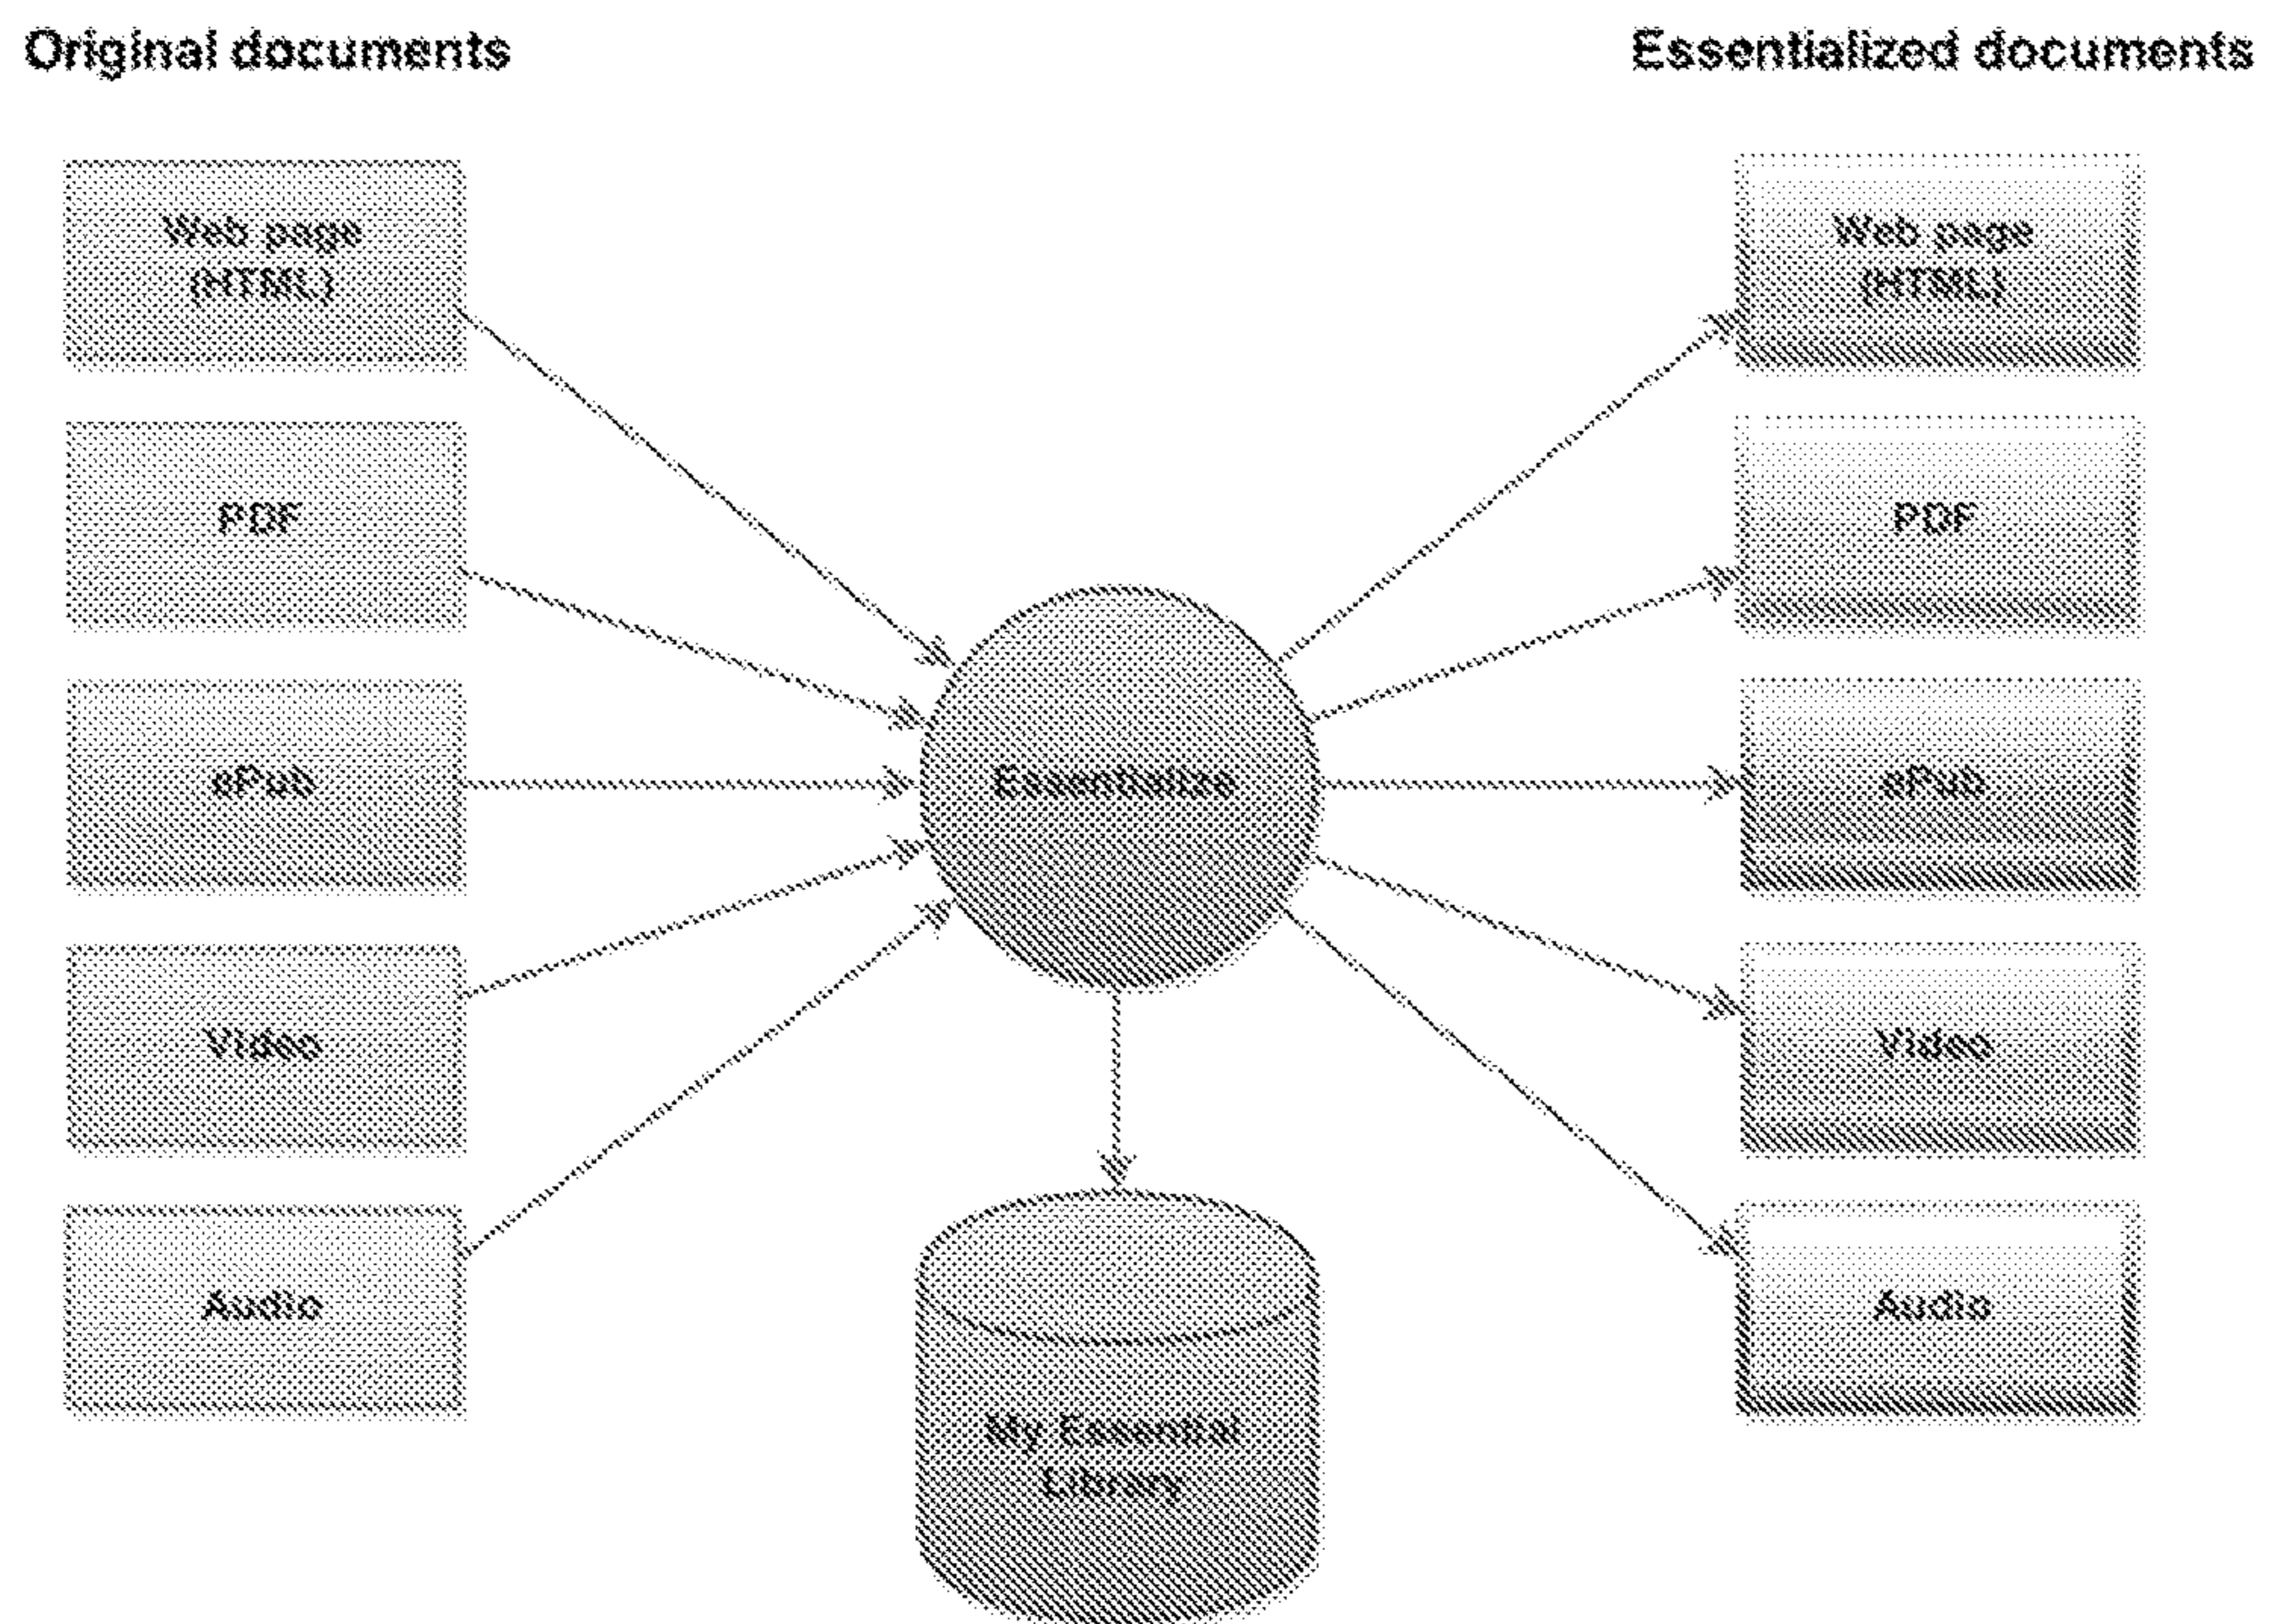 Original documents
Essentialized documents
Web page
(HTML)
PDF
ePub
Video
Audio
Essentialize
My Essential
Library
Web page
(HTML)
PDF
ePub
Video
Audio